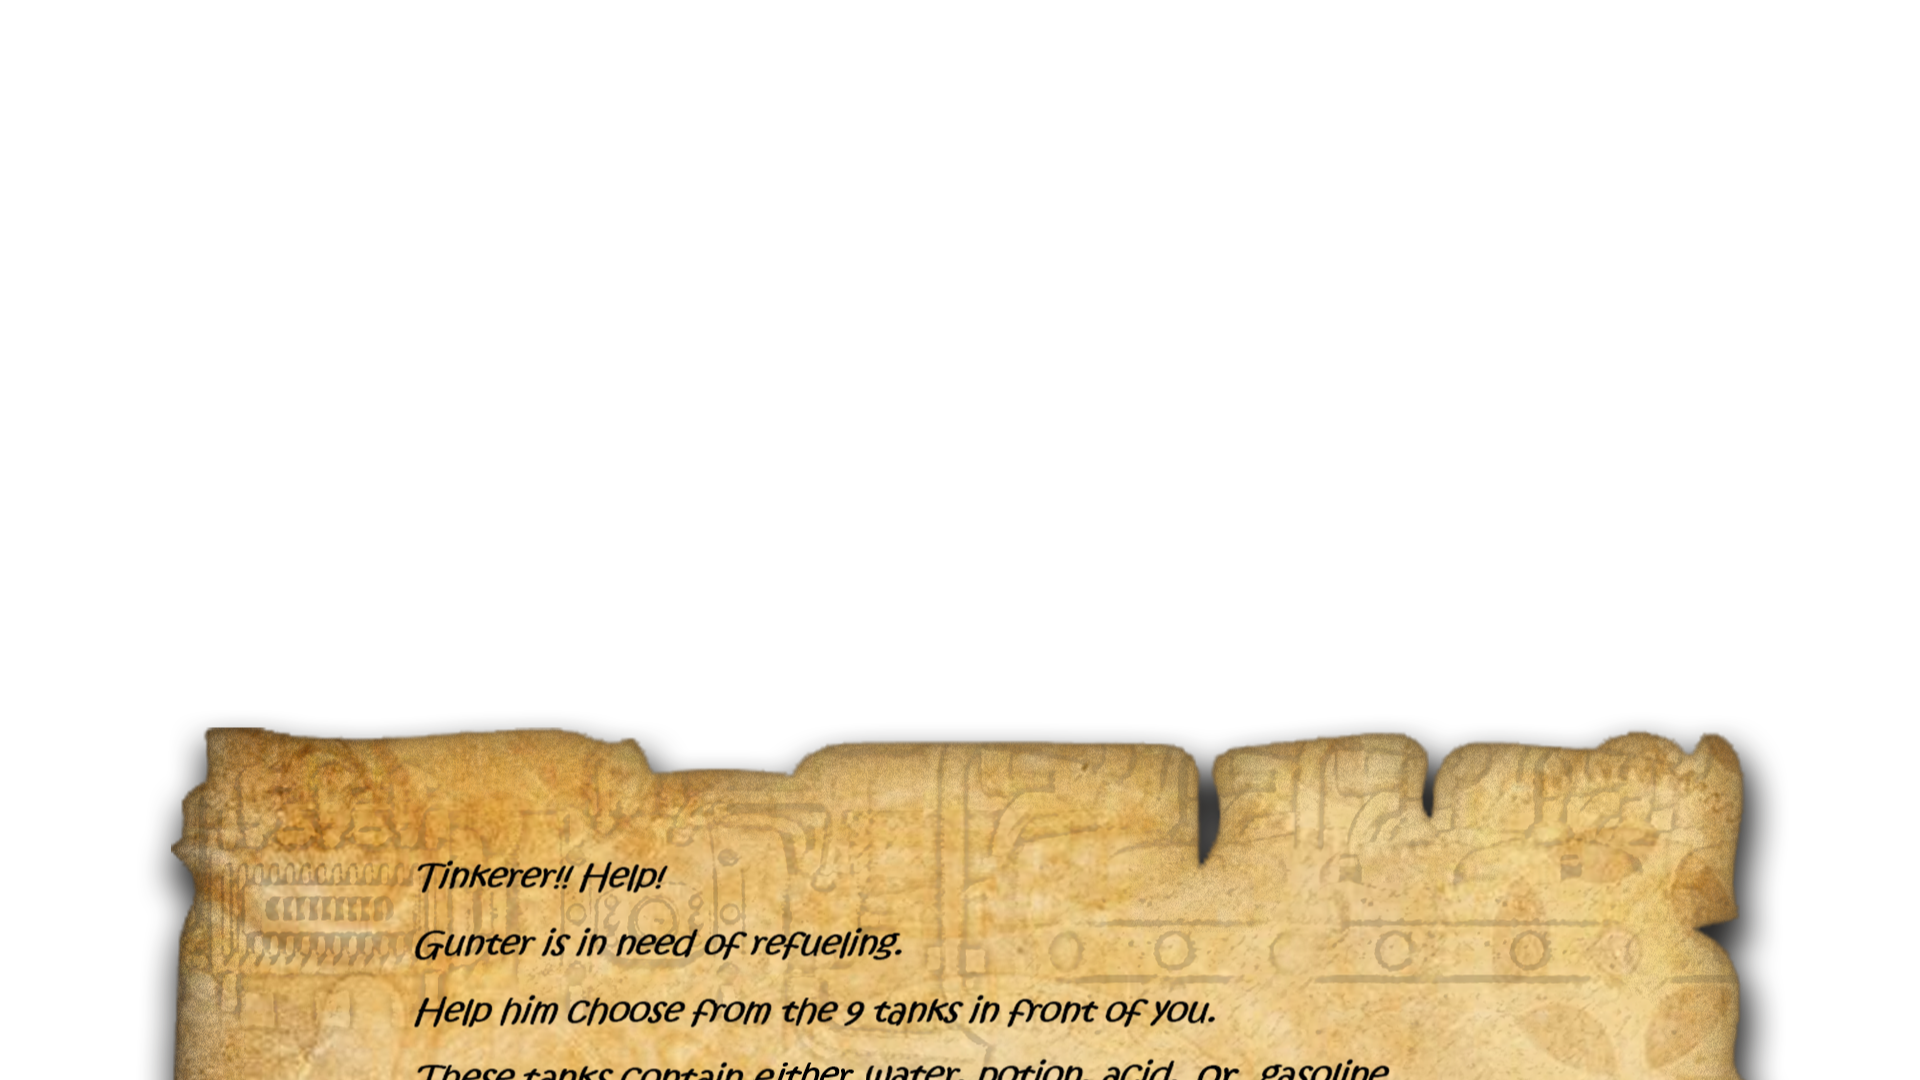 Tinkerer!! Help!
Gunter is in need of refueling.
Help him Choose from the 9 tanks in front of you.
These tanks contain either water, potion, acid, or gasoline